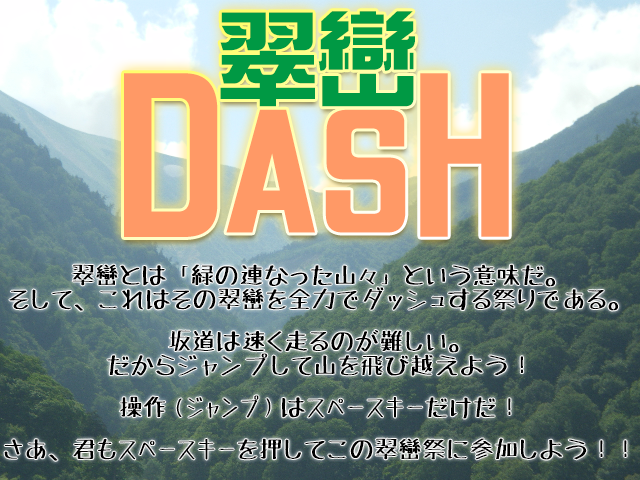 翠巒
DASH
翠巒とは「緑の連なった山々」という意味だ。
そして、これはその翠巒を全力でダッシュする祭りである。
坂道は速く走るのが難しい。
だからジャンプして山を飛び越えよう！
操作(ジャンプ)はスペースキーだけだ！
さあ、君もスペースキーを押してこの翠巒祭に参加しよう！！